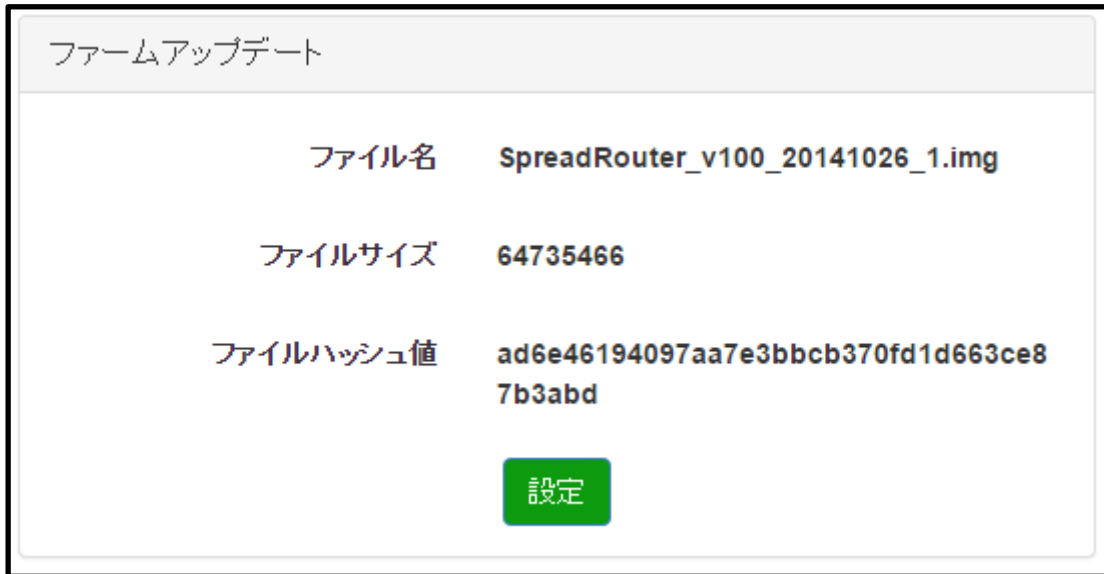 ファームアップデート
ファイル名 SpreadRouter_v100_20141026_1.img
ファイルサイズ 64735466
ファイルハッシュ値 ad6e46194097aa7e3bbcb370fd1d663ce8
7b3abd
設定